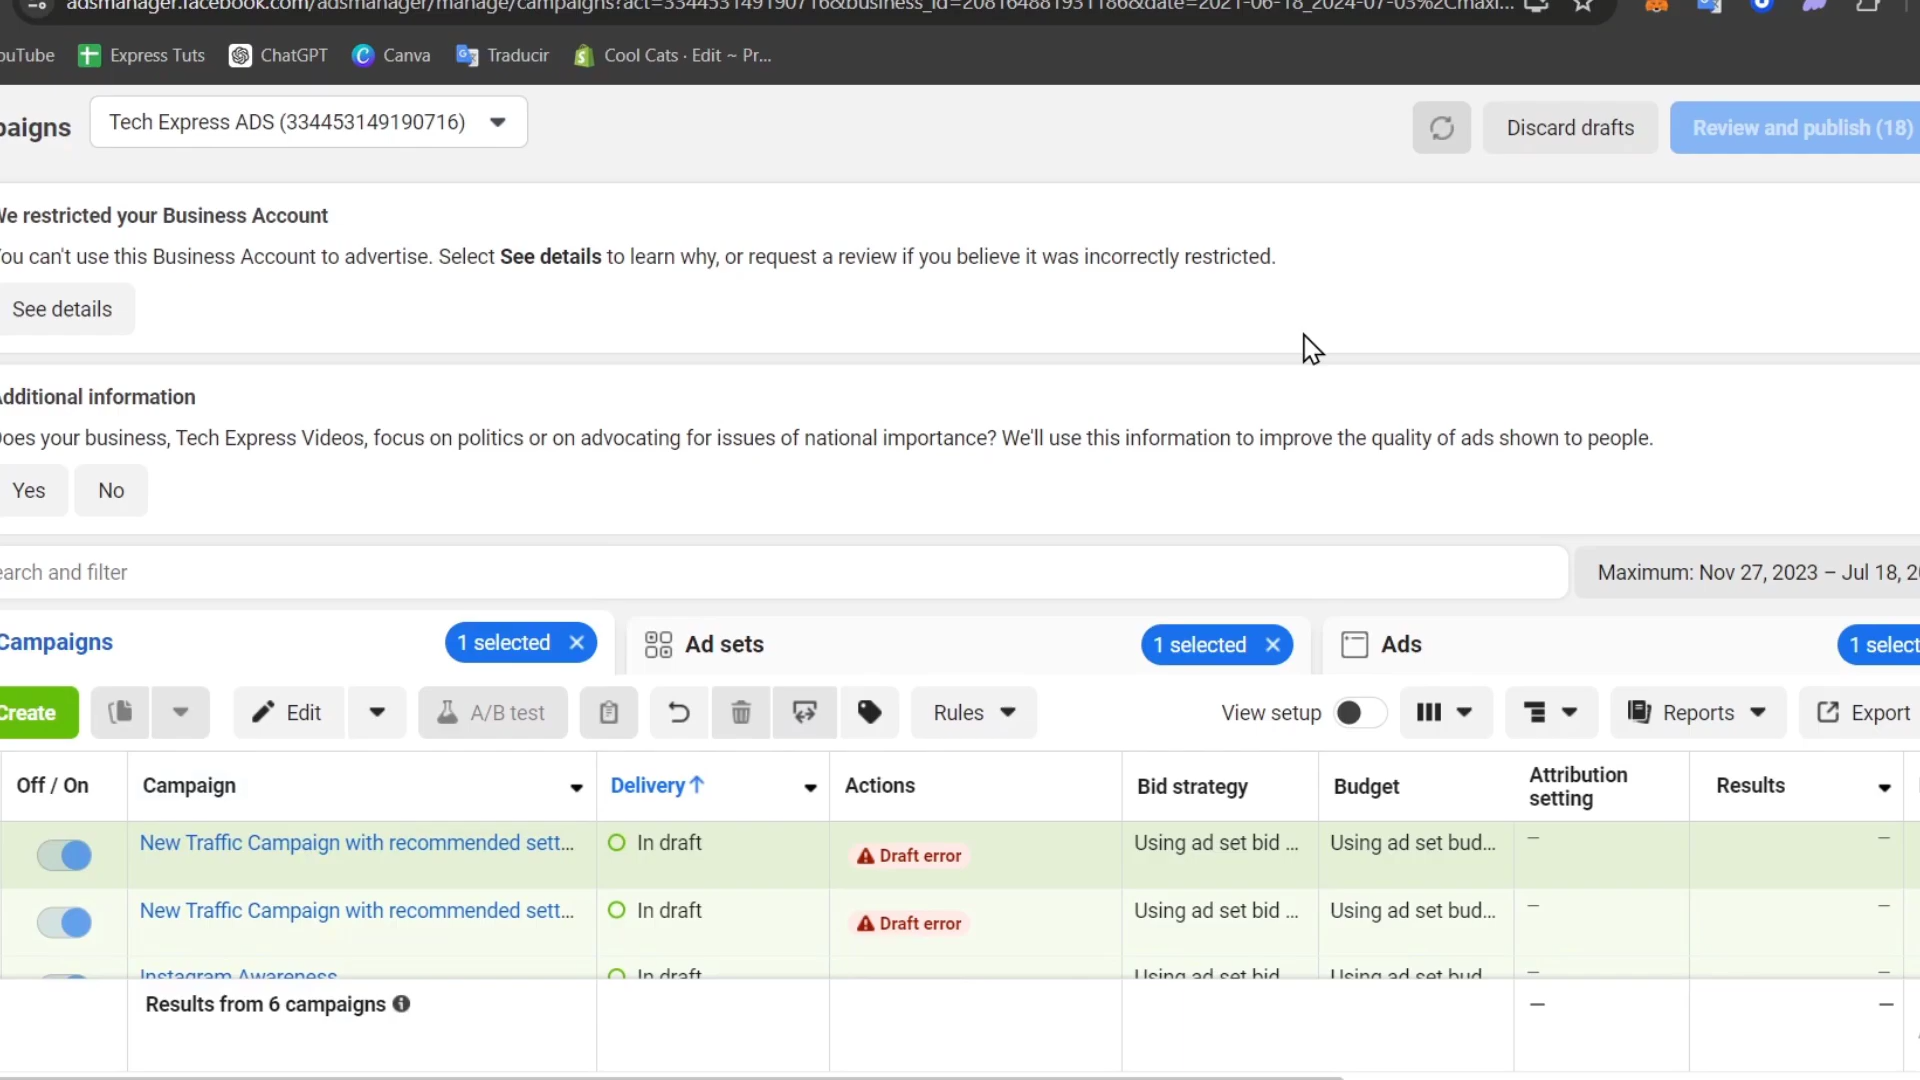 adsmanager.facebook.com/adsmanager/manage/campaigns?act=334453149190716&business_id=208164881931186&date=2021-06-18_2024-07-03%2Cmaxi...
ouTube
Express Tuts
ChatGPT
Canva
Traducir
Cool Cats · Edit ~ Pr...
paigns
Tech Express ADS (334453149190716)
Discard drafts
Review and publish (18)
We restricted your Business Account
You can't use this Business Account to advertise. Select See details to learn why, or request a review if you believe it was incorrectly restricted.
See details
Additional information
Does your business, Tech Express Videos, focus on politics or on advocating for issues of national importance? We'll use this information to improve the quality of ads shown to people.
Yes
No
earch and filter
Maximum: Nov 27, 2023 – Jul 18, 20
Campaigns
1 selected
Ad sets
1 selected
Ads
1 select
Create
Edit
A/B test
Rules
View setup
Reports
Export
Off / On
Campaign
Delivery↑
Actions
Bid strategy
Budget
Attribution
setting
Results
New Traffic Campaign with recommended sett...
In draft
Draft error
Using ad set bid ...
Using ad set bud...
—
—
New Traffic Campaign with recommended sett...
In draft
Draft error
Using ad set bid ...
Using ad set bud...
—
—
Instagram Awareness
In draft
Using ad set bid
Using ad set bud
—
—
Results from 6 campaigns
—
—